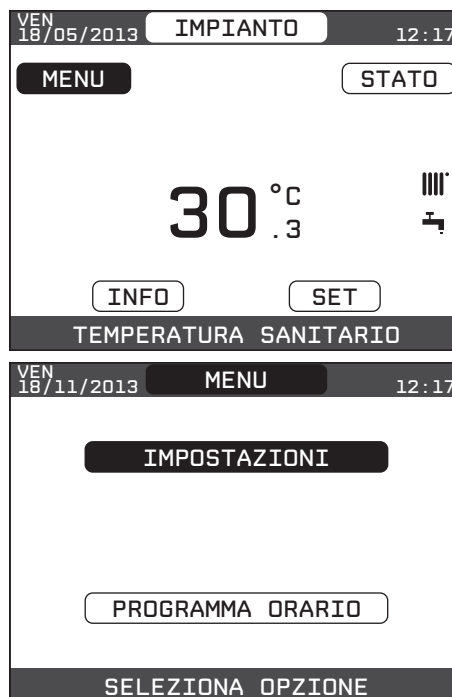 VEN
18/05/2013 IMPIANTO 12:17
MENU STATO
30 °C .3
INFO SET
TEMPERATURA SANITARIO
VEN
18/11/2013 MENU 12:17
IMPOSTAZIONI
PROGRAMMA ORARIO
SELEZIONA OPZIONE